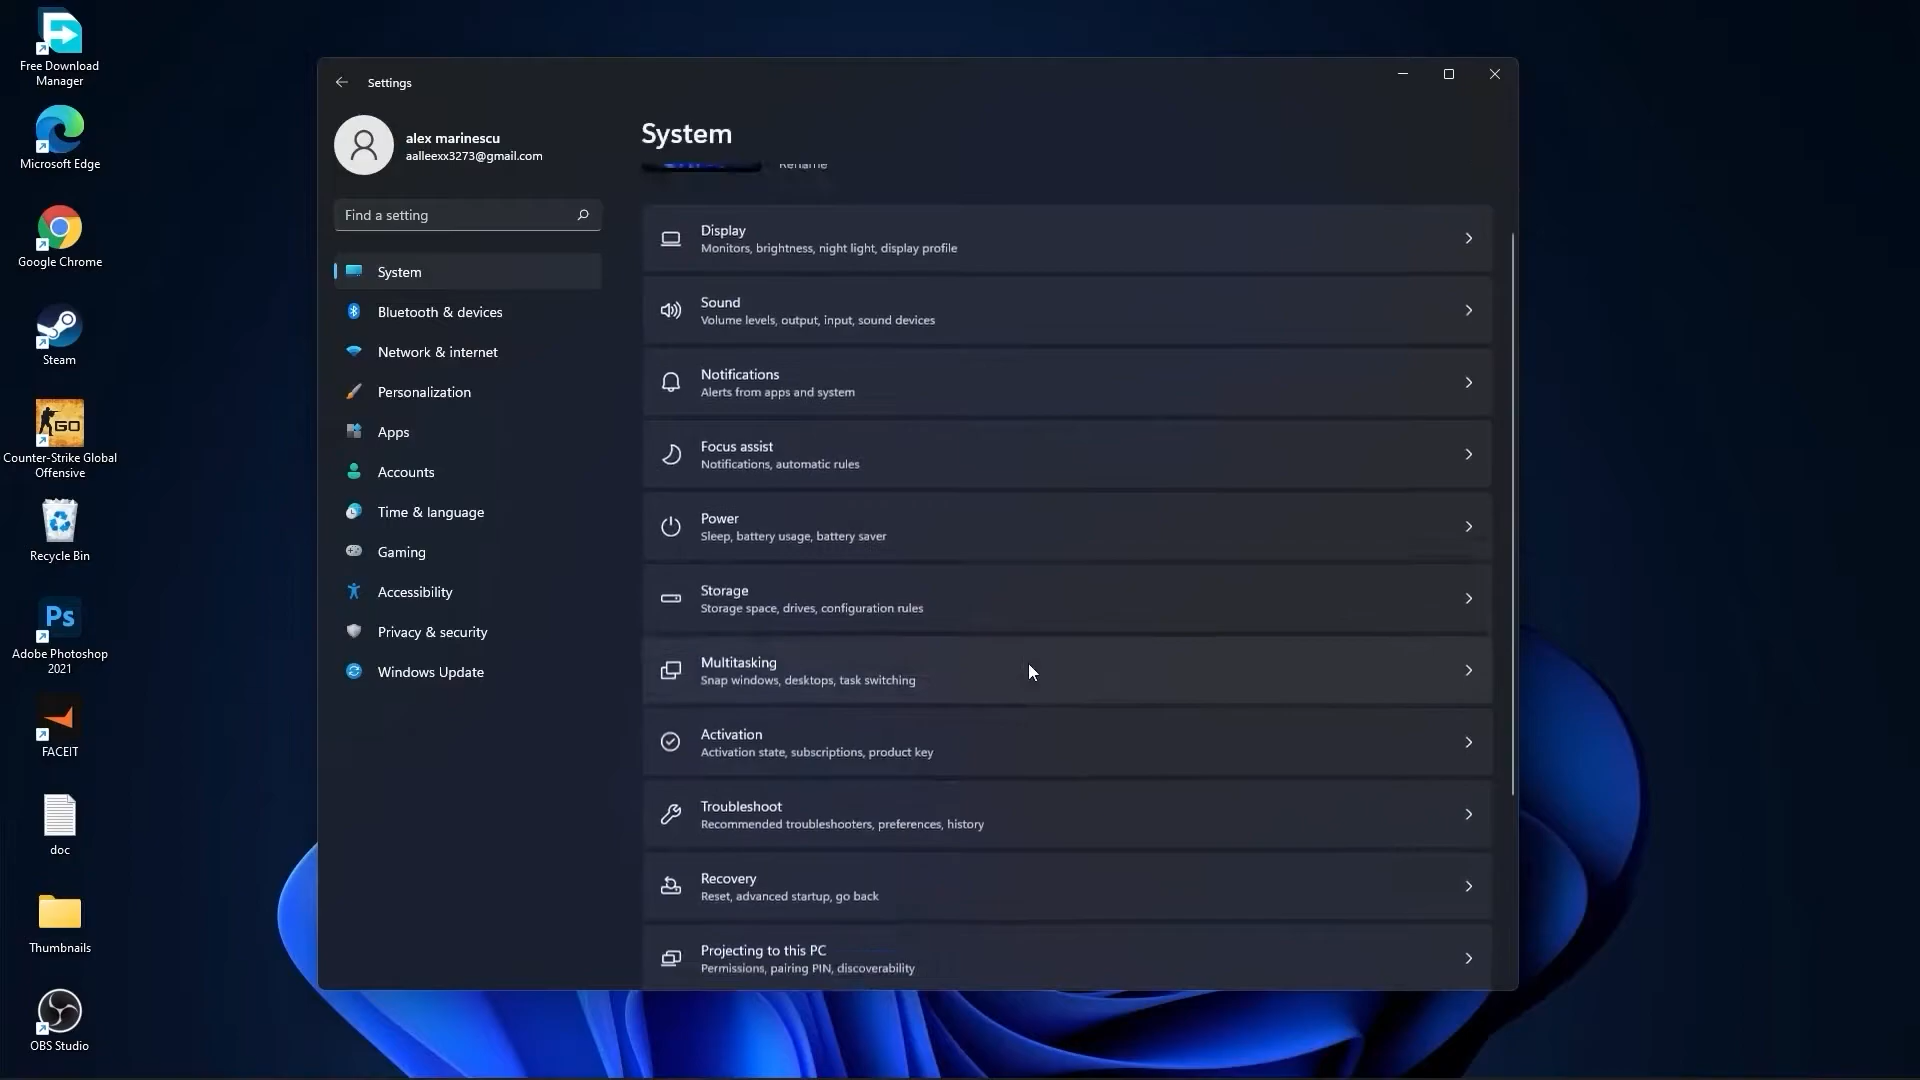 Free Download
Manager
Microsoft Edge
Google Chrome
Steam
GO
Counter-Strike Global
Offensive
Recycle Bin
Ps
Adobe Photoshop
2021
FACEIT
doc
Thumbnails
OBS Studio
Settings
alex marinescu
aalleexx3273@gmail.com
Find a setting
System
Bluetooth & devices
Network & internet
Personalization
Apps
Accounts
Time & language
Gaming
Accessibility
Privacy & security
Windows Update
System
Rename
Display
Monitors, brightness, night light, display profile
Sound
Volume levels, output, input, sound devices
Notifications
Alerts from apps and system
Focus assist
Notifications, automatic rules
Power
Sleep, battery usage, battery saver
Storage
Storage space, drives, configuration rules
Multitasking
Snap windows, desktops, task switching
Activation
Activation state, subscriptions, product key
Troubleshoot
Recommended troubleshooters, preferences, history
Recovery
Reset, advanced startup, go back
Projecting to this PC
Permissions, pairing PIN, discoverability